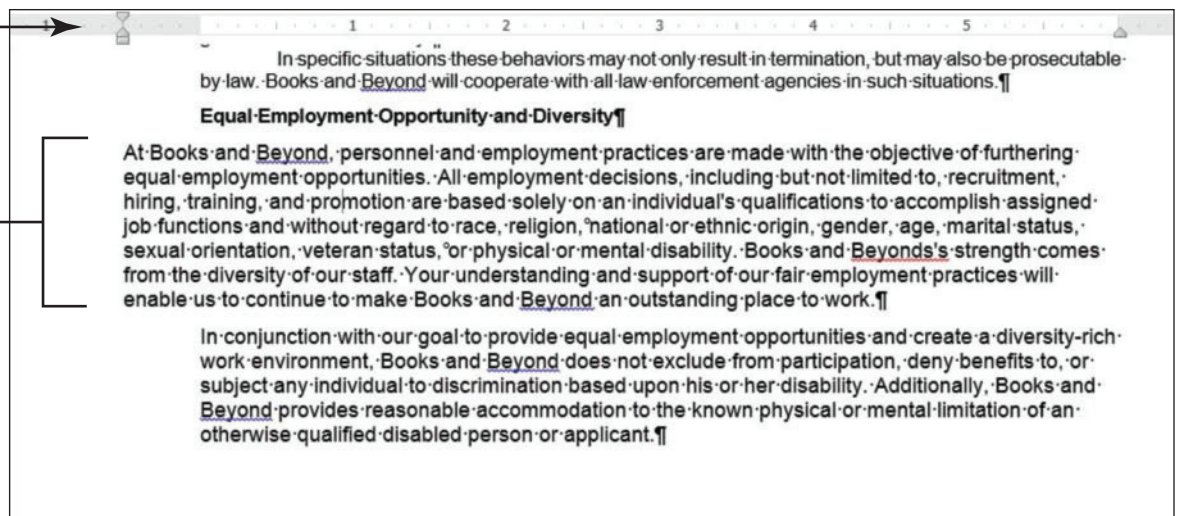 1 1 2 3 4 5
In specific situations these behaviors may not only result in termination, but may also be prosecutable
by law. Books and Beyond will cooperate with all law enforcement agencies in such situations.¶
Equal Employment Opportunity and Diversity¶
At Books and Beyond, personnel and employment practices are made with the objective of furthering
equal employment opportunities. All employment decisions, including but not limited to, recruitment,
hiring, training, and promotion are based solely on an individual's qualifications to accomplish assigned
job functions and without regard to race, religion,°national or ethnic origin, gender, age, marital status,
sexual orientation, veteran status,°or physical or mental disability. Books and Beyonds's strength comes
from the diversity of our staff. Your understanding and support of our fair employment practices will
enable us to continue to make Books and Beyond an outstanding place to work.¶
In conjunction with our goal to provide equal employment opportunities and create a diversity-rich
work environment, Books and Beyond does not exclude from participation, deny benefits to, or
subject any individual to discrimination based upon his or her disability. Additionally, Books and
Beyond provides reasonable accommodation to the known physical or mental limitation of an
otherwise qualified disabled person or applicant.¶